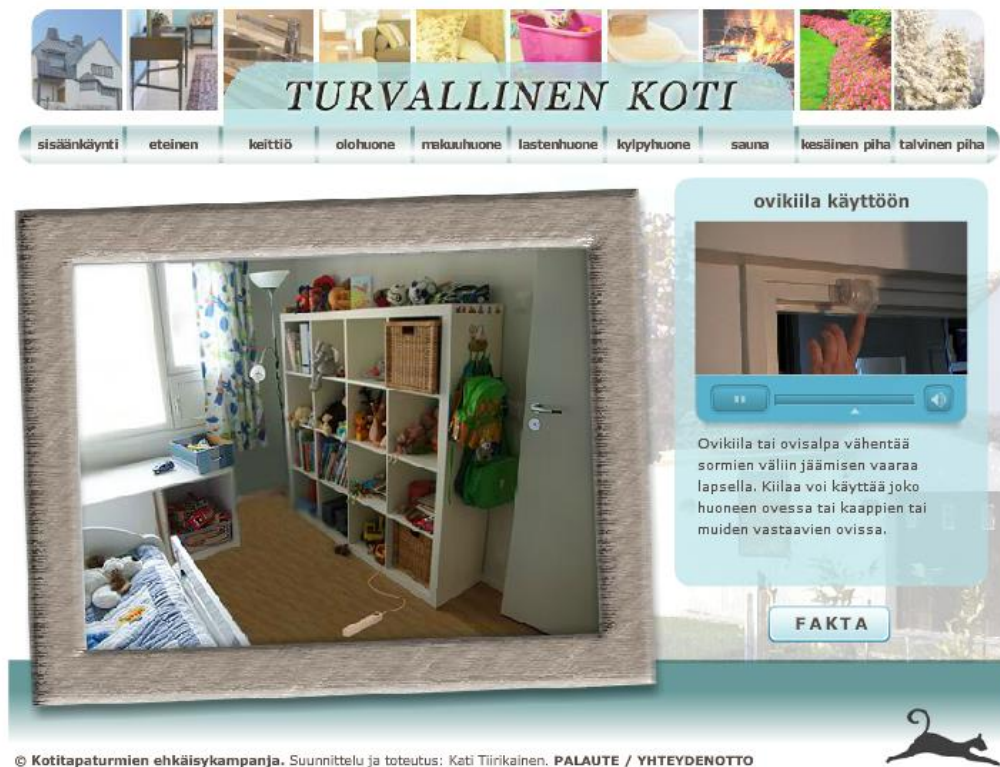 TURVALLINEN KOTI
sisäänkäynti eteinen keittiö olohuone makuuhuone lastenhuone kylpyhuone sauna kesäinen piha talvinen piha
ovikiila käyttöön
Ovikiila tai ovisalpa vähentää
sormien väliin jäämisen vaaraa
lapsella. Kiilaa voi käyttää joko
huoneen ovessa tai kaappien tai
muiden vastaavien ovissa.
FAKTA
© Kotitapaturmien ehkäisykampanja. Suunnittelu ja toteutus: Kati Tiirikainen. PALAUTE / YHTEYDENOTTO